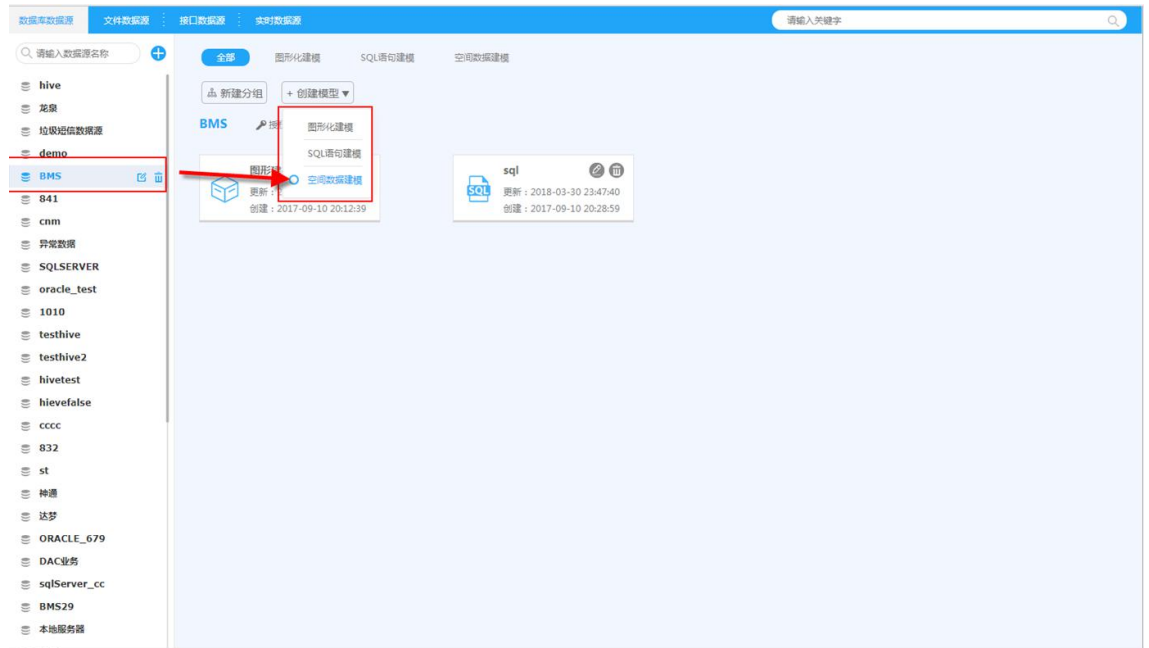 数据库数据源 文件数据源 接口数据源 实时数据源 请输入关键字
请输入数据源名称
全部 图形化建模 SQL语句建模 空间数据建模
hive
龙泉
垃圾短信数据源
demo
BMS
841
cnm
异常数据
SQLSERVER
oracle_test
1010
testhive
testhive2
hivetest
hievefalse
cccc
832
st
神通
达梦
ORACLE_679
DAC业务
sqlServer_cc
BMS29
本地服务器
新建分组 + 创建模型▼
BMS
图形化建模
SQL语句建模
空间数据建模
更新：
创建：2017-09-10 20:12:39
SQL
sql
更新：2018-03-30 23:47:40
创建：2017-09-10 20:28:59